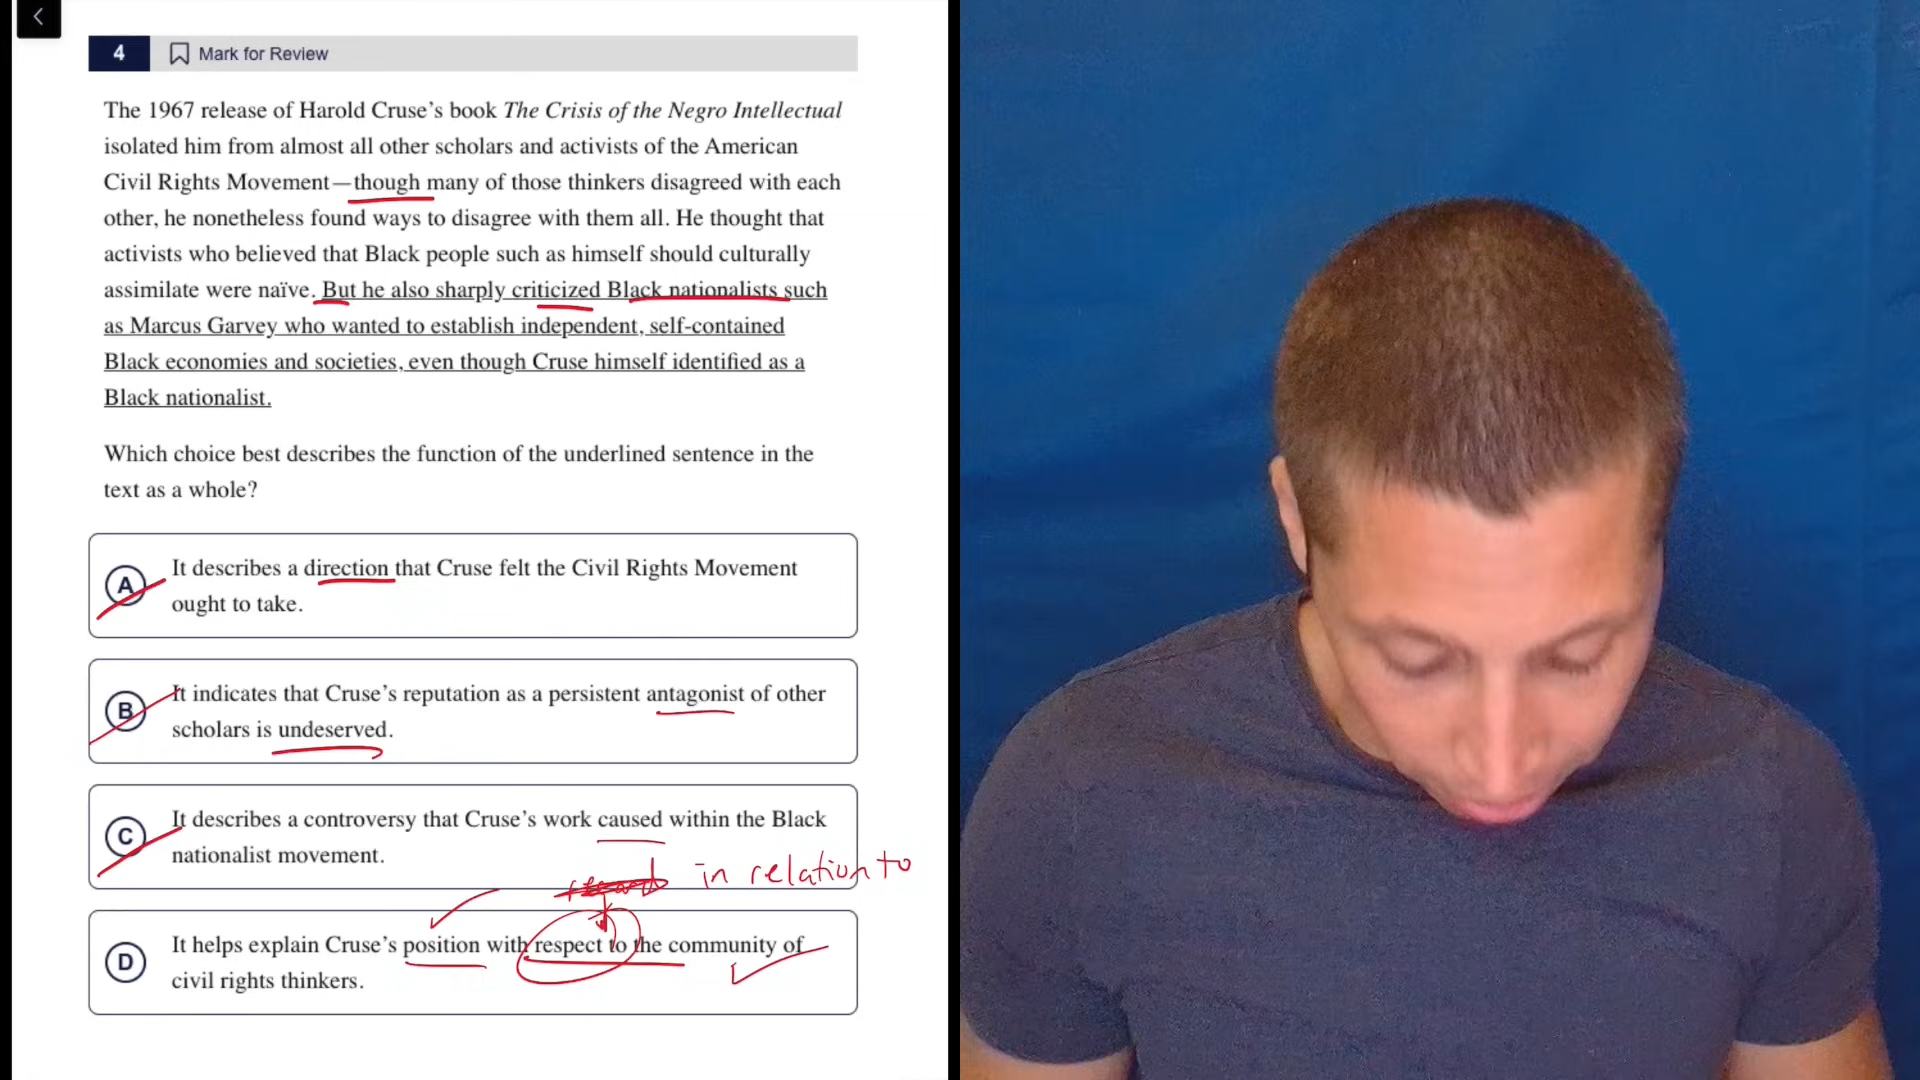 4 Mark for Review
The 1967 release of Harold Cruse’s book The Crisis of the Negro Intellectual
isolated him from almost all other scholars and activists of the American
Civil Rights Movement—though many of those thinkers disagreed with each
other, he nonetheless found ways to disagree with them all. He thought that
activists who believed that Black people such as himself should culturally
assimilate were naïve. But he also sharply criticized Black nationalists such
as Marcus Garvey who wanted to establish independent, self-contained
Black economies and societies, even though Cruse himself identified as a
Black nationalist.
Which choice best describes the function of the underlined sentence in the
text as a whole?
A It describes a direction that Cruse felt the Civil Rights Movement
ought to take.
B It indicates that Cruse’s reputation as a persistent antagonist of other
scholars is undeserved.
C It describes a controversy that Cruse’s work caused within the Black
nationalist movement.
in relation to
D It helps explain Cruse’s position with respect to the community of
civil rights thinkers.